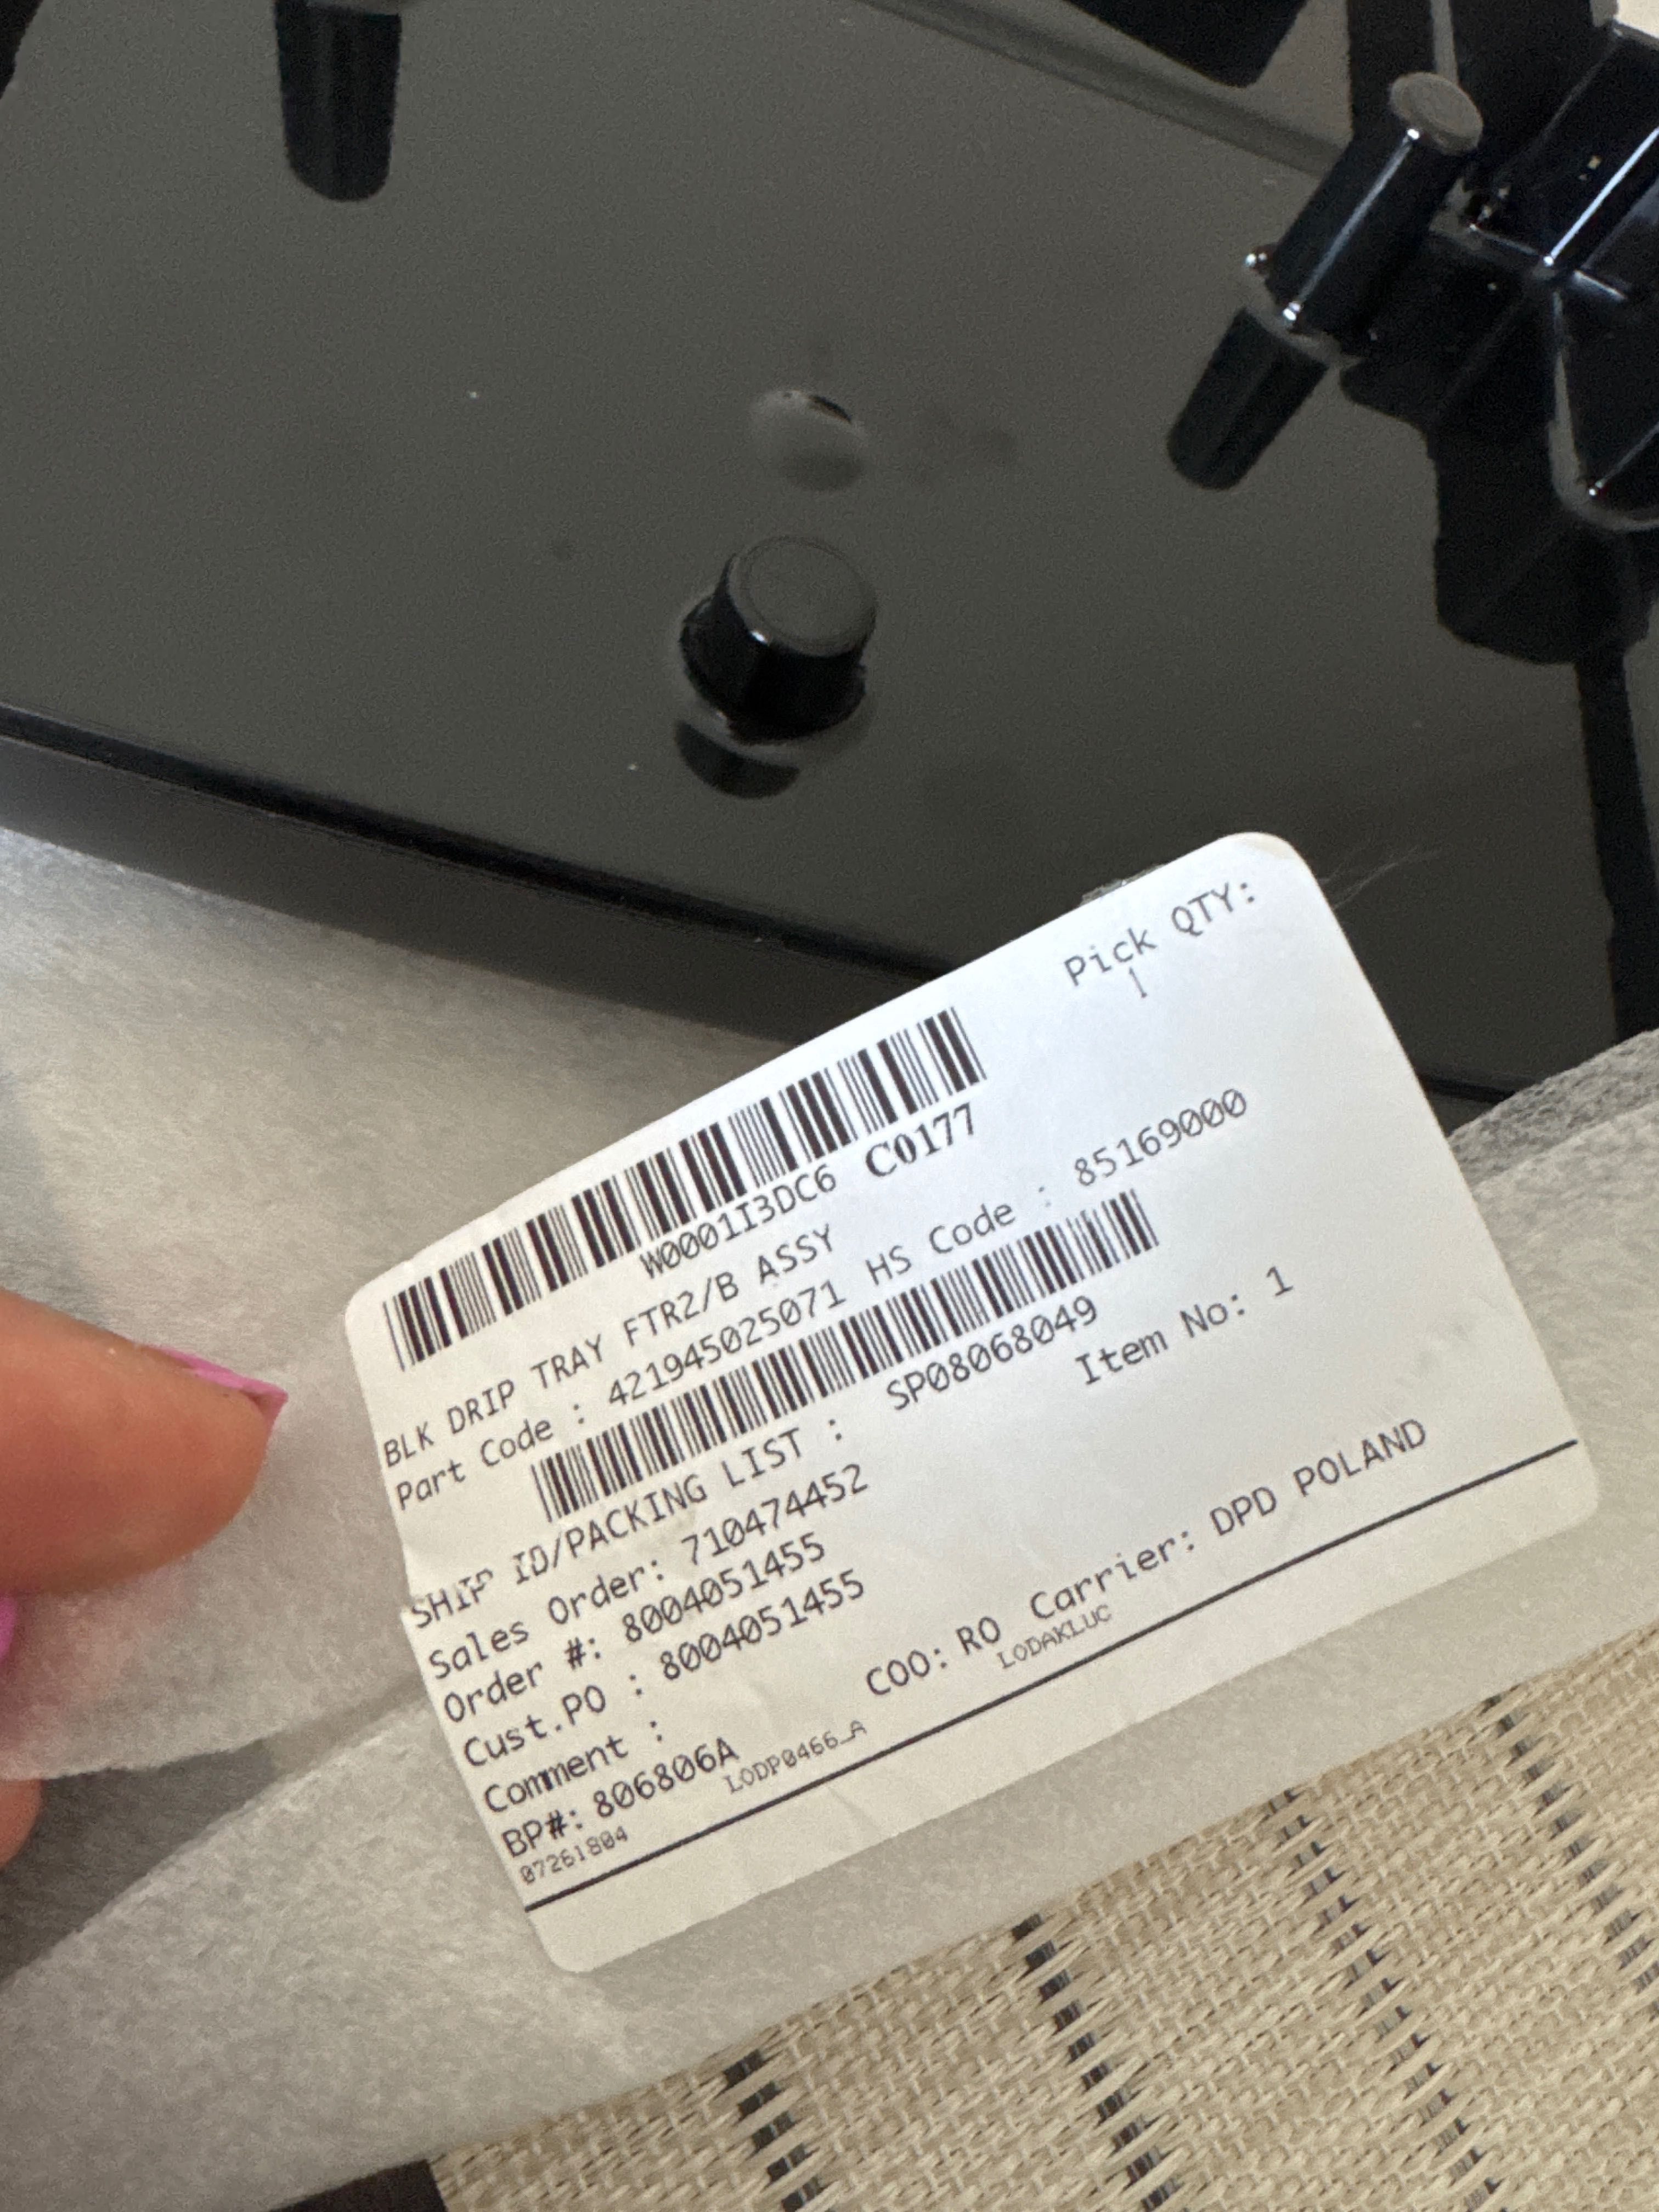 Pick QTY:
1
W0001I3DC6 C0177
BLK DRIP TRAY FTR2/B ASSY
Part Code : 421945025071 HS Code : 85169000
SHIP ID/PACKING LIST : SP08068049
Sales Order: 710474452 Item No: 1
Order #: 8004051455
Cust.PO : 8004051455
Comment :
BP#: 806806A COO: RO Carrier: DPD POLAND
07261804 LODP0466_A LODAKLUC